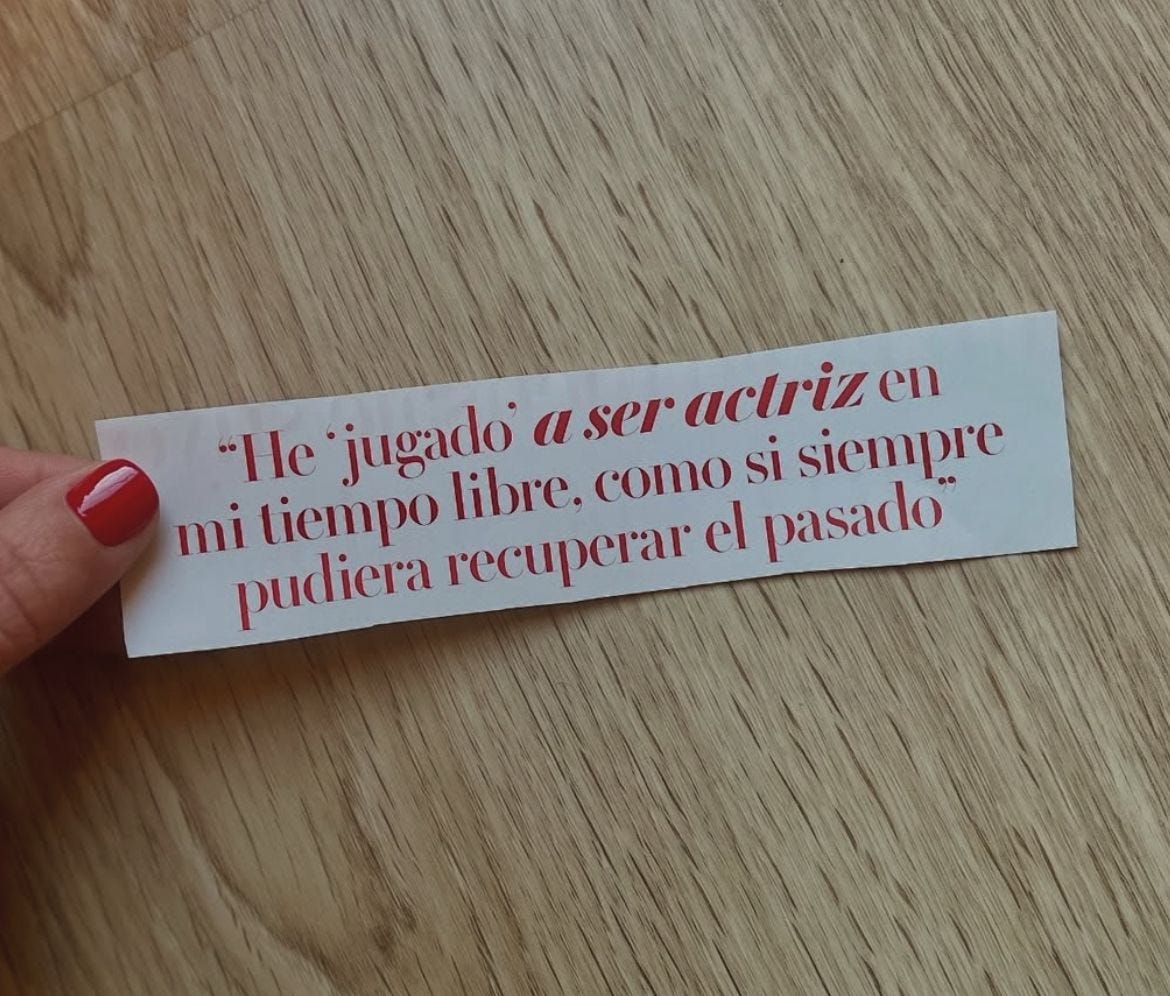 “He ‘jugado’ a ser actriz en
mi tiempo libre, como si siempre
pudiera recuperar el pasado”